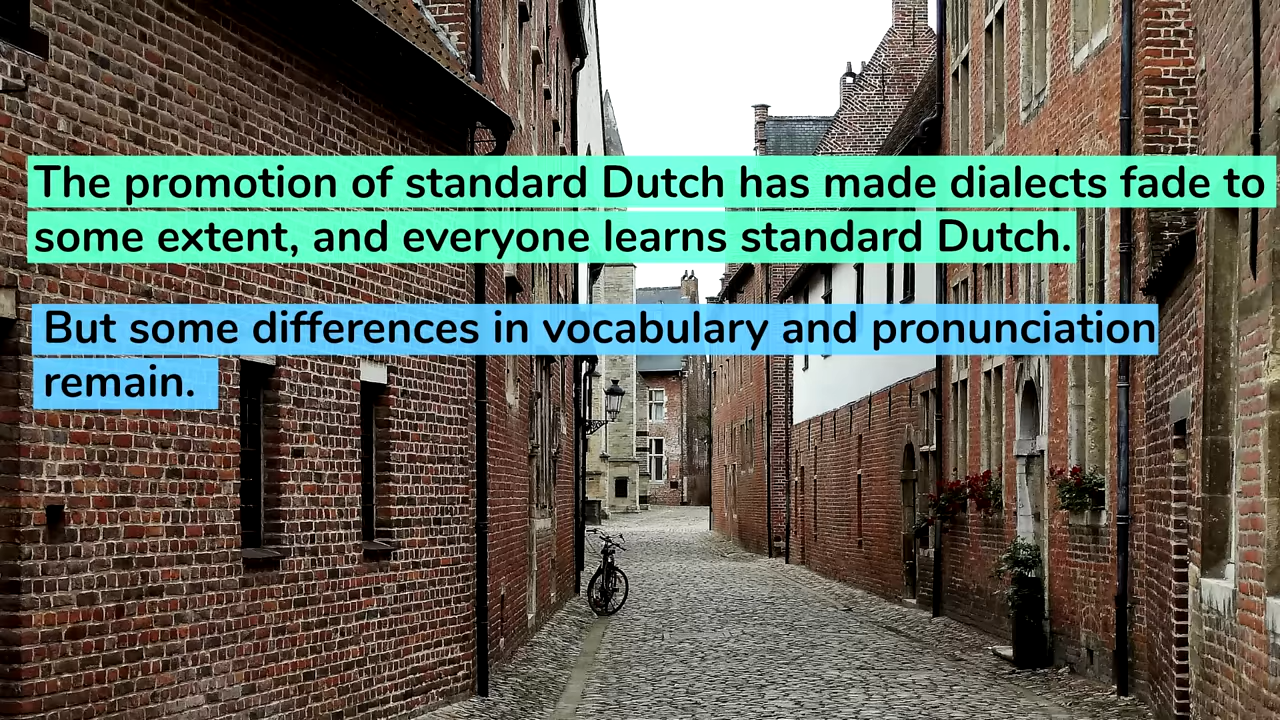 The promotion of standard Dutch has made dialects fade to
some extent, and everyone learns standard Dutch.
But some differences in vocabulary and pronunciation
remain.